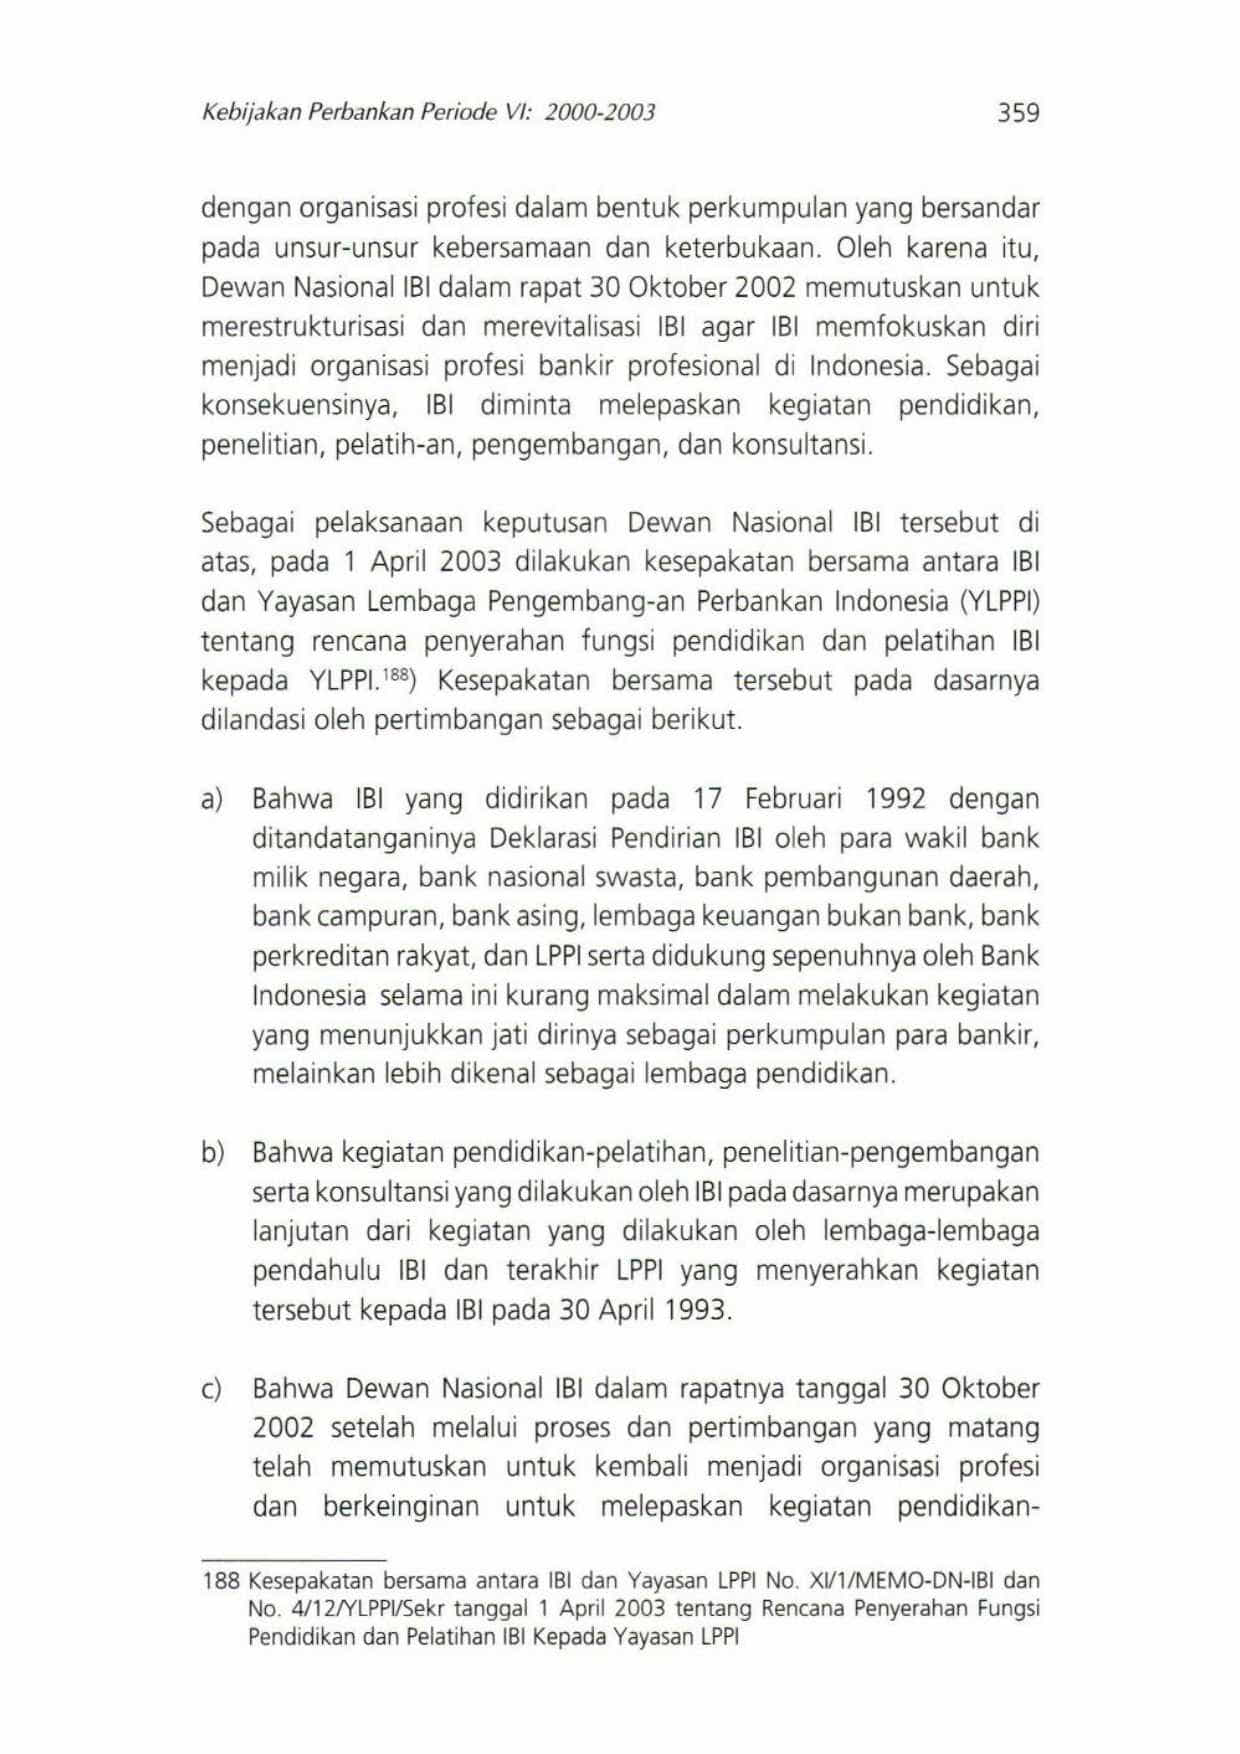 Kebijakan Perbankan Periode VI: 2000-2003 359
dengan organisasi profesi dalam bentuk perkumpulan yang bersandar
pada unsur-unsur kebersamaan dan keterbukaan. Oleh karena itu,
Dewan Nasional IBI dalam rapat 30 Oktober 2002 memutuskan untuk
merestrukturisasi dan merevitalisasi IBI agar IBI memfokuskan diri
menjadi organisasi profesi bankir profesional di Indonesia. Sebagai
konsekuensinya, IBI diminta melepaskan kegiatan pendidikan,
penelitian, pelatih-an, pengembangan, dan konsultansi.
Sebagai pelaksanaan keputusan Dewan Nasional IBI tersebut di
atas, pada 1 April 2003 dilakukan kesepakatan bersama antara IBI
dan Yayasan Lembaga Pengembang-an Perbankan Indonesia (YLPPI)
tentang rencana penyerahan fungsi pendidikan dan pelatihan IBI
kepada YLPPI.188) Kesepakatan bersama tersebut pada dasarnya
dilandasi oleh pertimbangan sebagai berikut.
a) Bahwa IBI yang didirikan pada 17 Februari 1992 dengan
ditandatanganinya Deklarasi Pendirian IBI oleh para wakil bank
milik negara, bank nasional swasta, bank pembangunan daerah,
bank campuran, bank asing, lembaga keuangan bukan bank, bank
perkreditan rakyat, dan LPPI serta didukung sepenuhnya oleh Bank
Indonesia selama ini kurang maksimal dalam melakukan kegiatan
yang menunjukkan jati dirinya sebagai perkumpulan para bankir,
melainkan lebih dikenal sebagai lembaga pendidikan.
b) Bahwa kegiatan pendidikan-pelatihan, penelitian-pengembangan
serta konsultansi yang dilakukan oleh IBI pada dasarnya merupakan
lanjutan dari kegiatan yang dilakukan oleh lembaga-lembaga
pendahulu IBI dan terakhir LPPI yang menyerahkan kegiatan
tersebut kepada IBI pada 30 April 1993.
c) Bahwa Dewan Nasional IBI dalam rapatnya tanggal 30 Oktober
2002 setelah melalui proses dan pertimbangan yang matang
telah memutuskan untuk kembali menjadi organisasi profesi
dan berkeinginan untuk melepaskan kegiatan pendidikan-
188 Kesepakatan bersama antara IBI dan Yayasan LPPI No. XI/1/MEMO-DN-IBI dan
No. 4/12/YLPPI/Sekr tanggal 1 April 2003 tentang Rencana Penyerahan Fungsi
Pendidikan dan Pelatihan IBI Kepada Yayasan LPPI